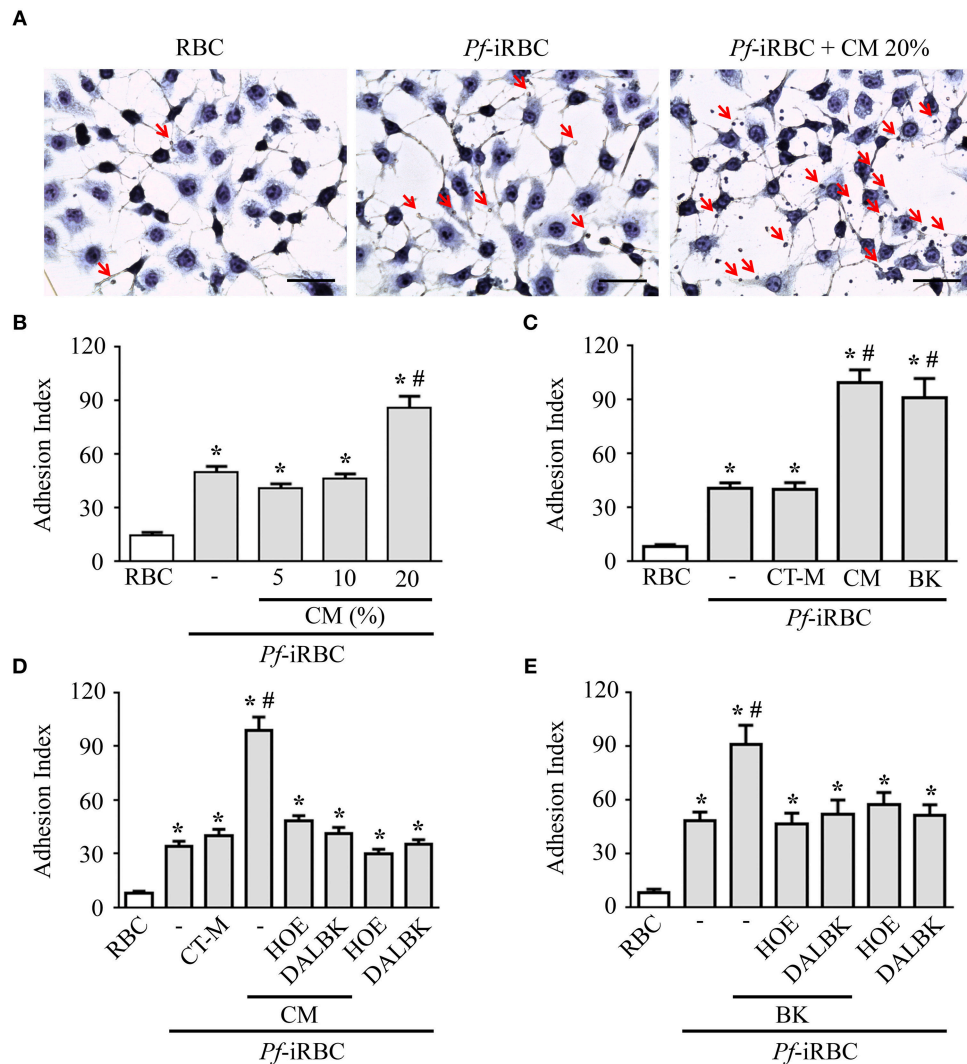 A
RBC
Pf-iRBC
Pf-iRBC + CM 20%
B
Adhesion Index
120
90
60
30
0
*
*
*
* #
RBC
-
5
10
20
CM (%)
Pf-iRBC
C
Adhesion Index
120
90
60
30
0
*
*
* #
* #
RBC
-
CT-M
CM
BK
Pf-iRBC
D
Adhesion Index
120
90
60
30
0
*
*
* #
*
*
*
*
RBC
-
CT-M
-
HOE
DALBK
HOE
DALBK
CM
Pf-iRBC
E
Adhesion Index
120
90
60
30
0
*
* #
*
*
*
*
RBC
-
-
HOE
DALBK
HOE
DALBK
BK
Pf-iRBC